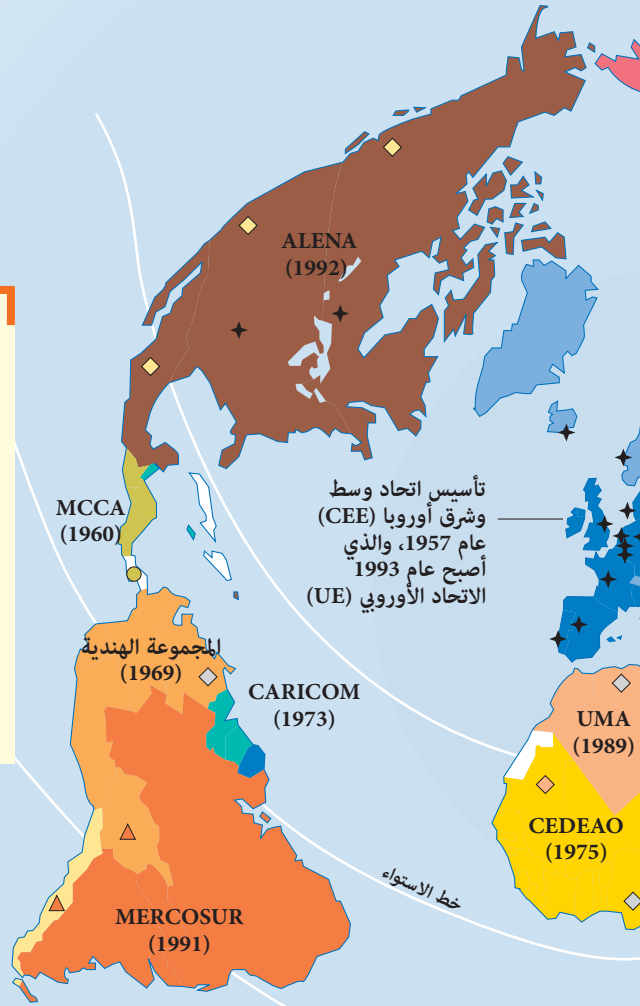 ALENA
(1992)
تأسيس اتحاد وسط
وشرق أوروبا (CEE)
عام 1957، والذي
أصبح عام 1993
الاتحاد الأوروبي (UE)
MCCA
(1960)
المجموعة الهندية
(1969)
CARICOM
(1973)
UMA
(1989)
CEDEAO
(1975)
خط الاستواء
MERCOSUR
(1991)